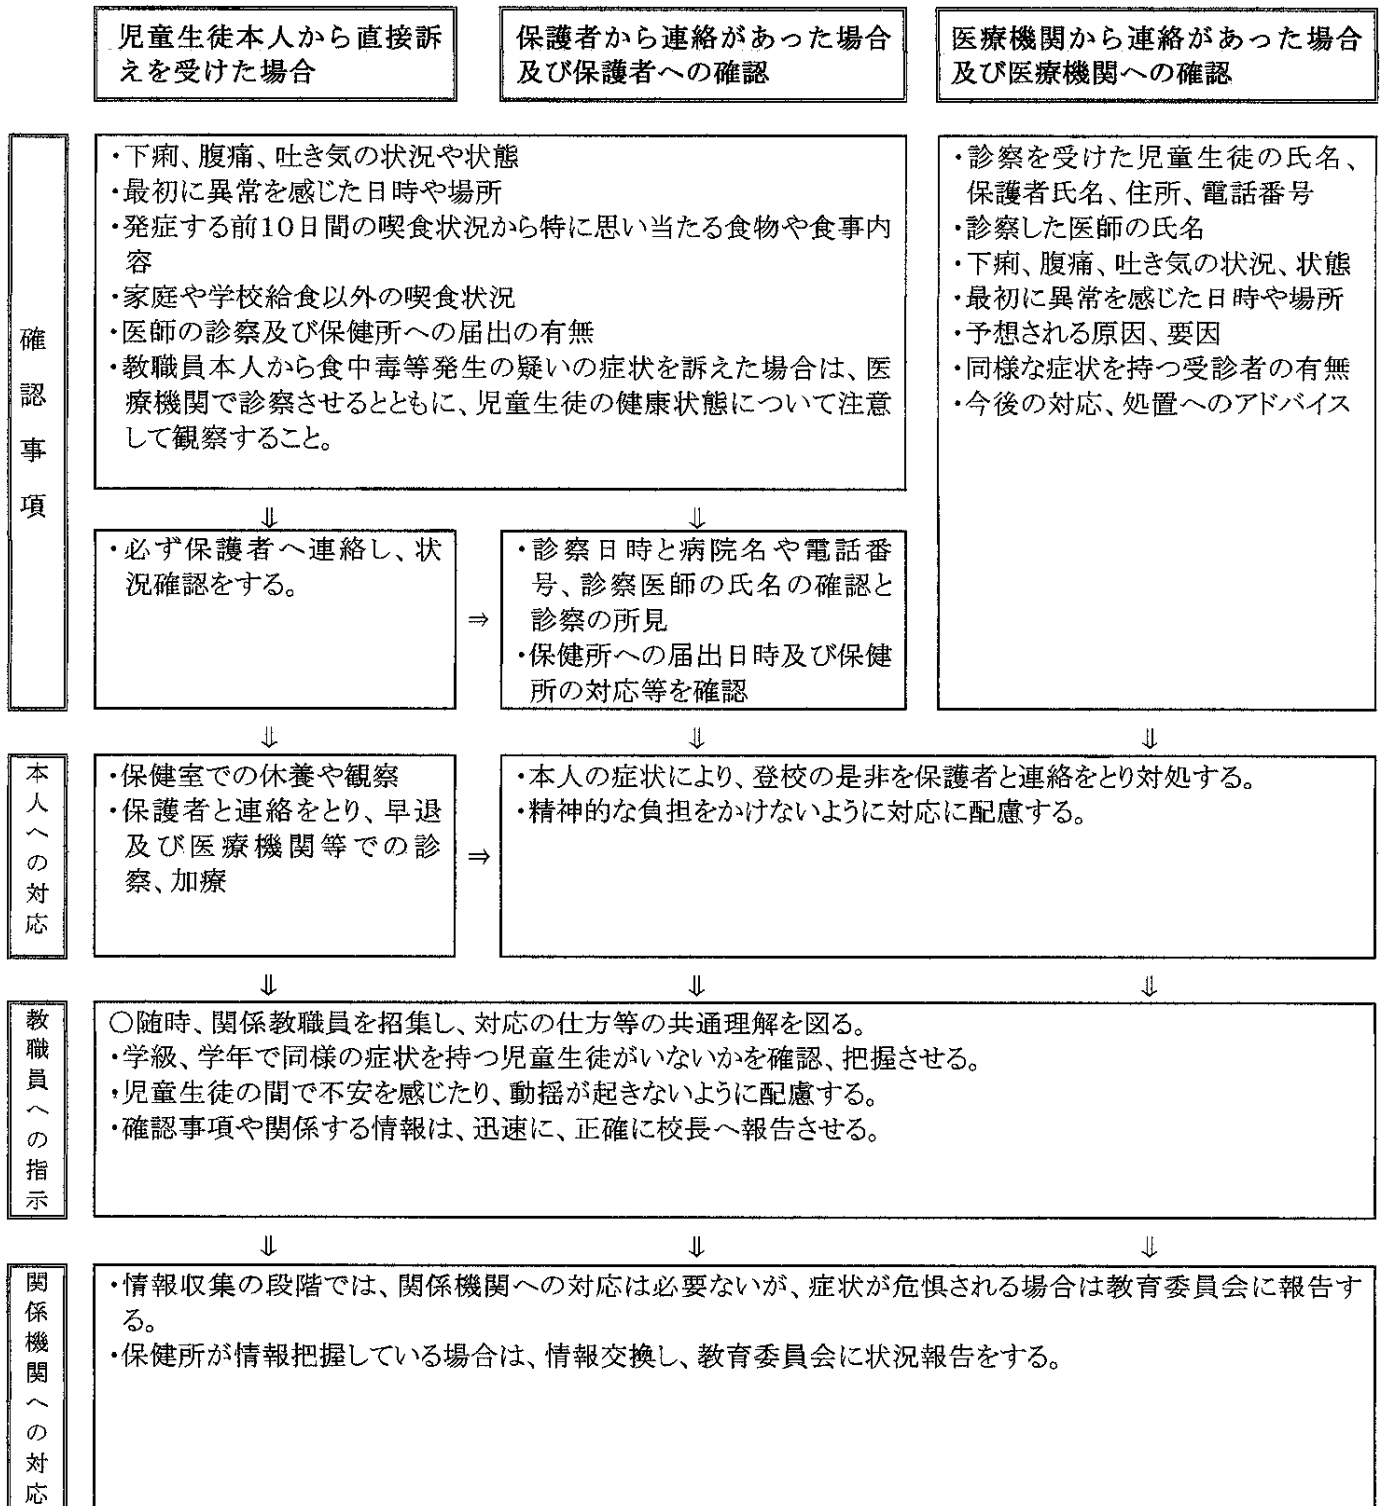 児童生徒本人から直接訴
えを受けた場合
保護者から連絡があった場合
及び保護者への確認
医療機関から連絡があった場合
及び医療機関への確認
確認事項
・下痢、腹痛、吐き気の状況や状態
・最初に異常を感じた日時や場所
・発症する前10日間の喫食状況から特に思い当たる食物や食事内
容
・家庭や学校給食以外の喫食状況
・医師の診察及び保健所への届出の有無
・教職員本人から食中毒等発生の疑いの症状を訴えた場合は、医
療機関で診察させるとともに、児童生徒の健康状態について注意
して観察すること。
・診察を受けた児童生徒の氏名、
保護者氏名、住所、電話番号
・診察した医師の氏名
・下痢、腹痛、吐き気の状況、状態
・最初に異常を感じた日時や場所
・予想される原因、要因
・同様な症状を持つ受診者の有無
・今後の対応、処置へのアドバイス
⇓ ⇓
・必ず保護者へ連絡し、状
況確認をする。
⇒
・診察日時と病院名や電話番
号、診察医師の氏名の確認と
診察の所見
・保健所への届出日時及び保健
所の対応等を確認
⇓ ⇓ ⇓
本人への対応
・保健室での休養や観察
・保護者と連絡をとり、早退
及び医療機関等での診
察、加療
⇒
・本人の症状により、登校の是非を保護者と連絡をとり対処する。
・精神的な負担をかけないように対応に配慮する。
⇓ ⇓ ⇓
教職員への指示
○随時、関係教職員を招集し、対応の仕方等の共通理解を図る。
・学級、学年で同様の症状を持つ児童生徒がいないかを確認、把握させる。
・児童生徒の間で不安を感じたり、動揺が起きないように配慮する。
・確認事項や関係する情報は、迅速に、正確に校長へ報告させる。
⇓ ⇓ ⇓
関係機関への対応
・情報収集の段階では、関係機関への対応は必要ないが、症状が危惧される場合は教育委員会に報告す
る。
・保健所が情報把握している場合は、情報交換し、教育委員会に状況報告をする。